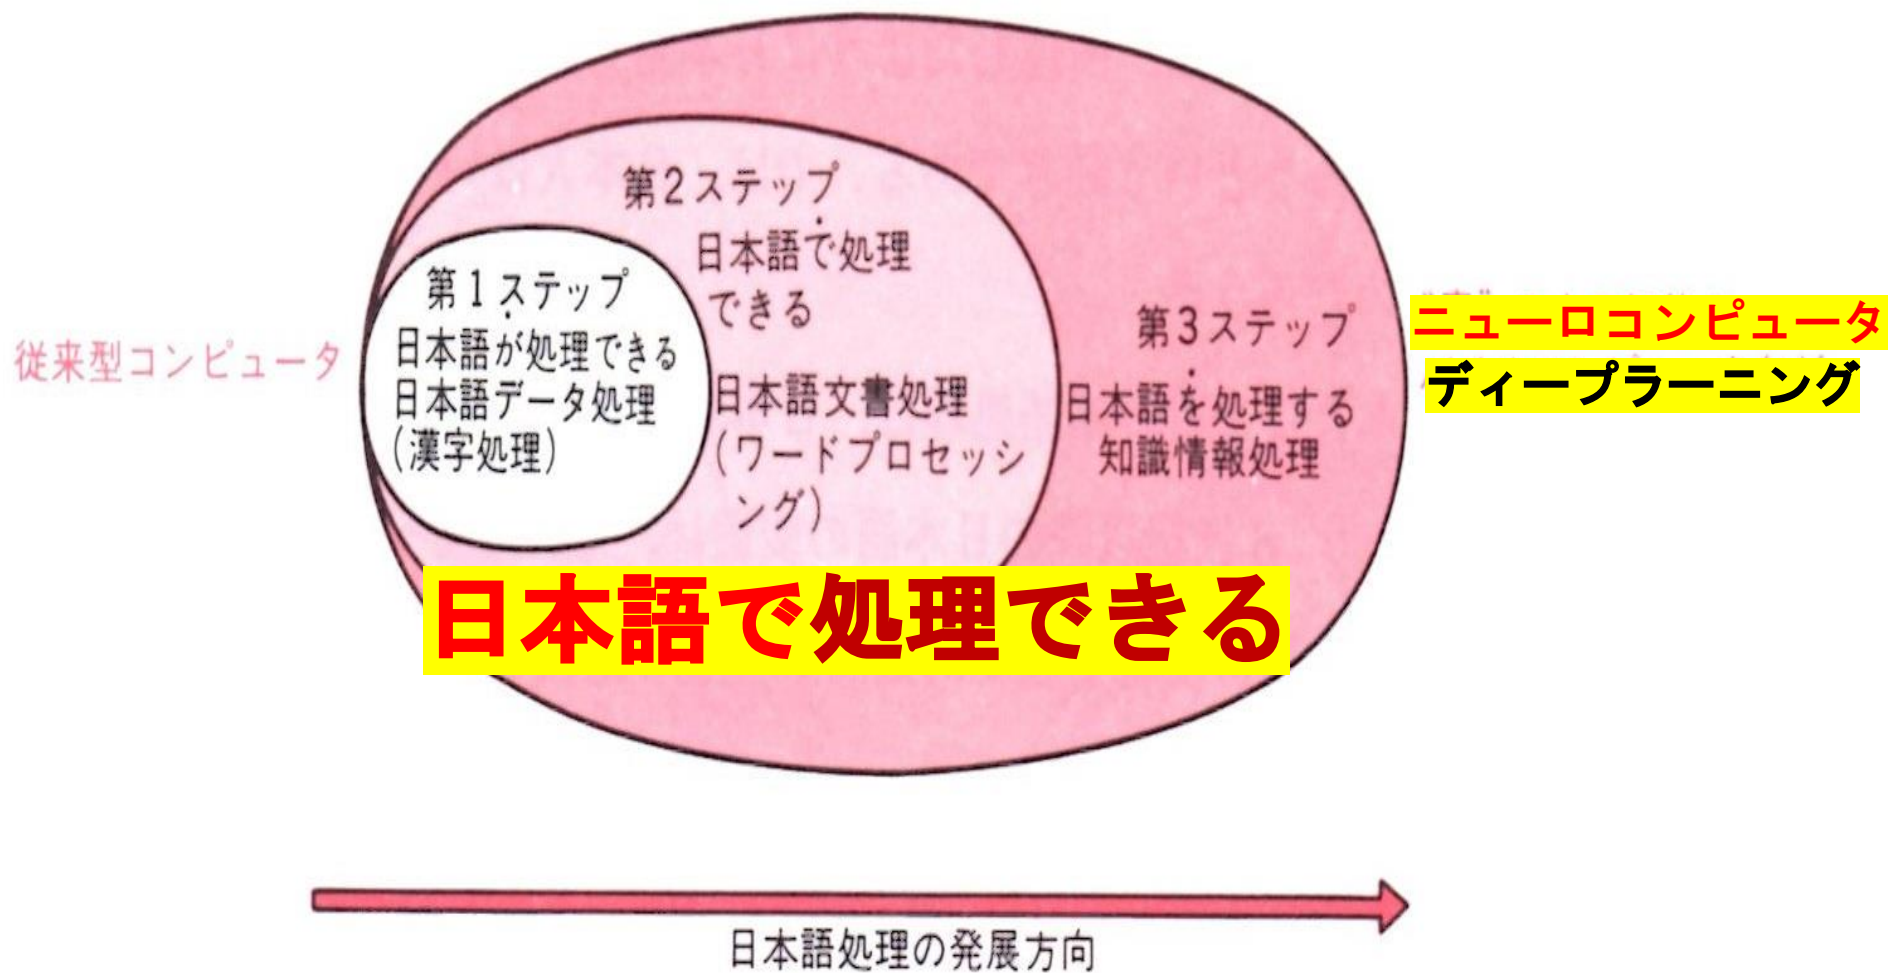 第2ステップ
日本語で処理
できる
第1ステップ
日本語が処理できる
日本語データ処理
(漢字処理)
日本語文書処理
(ワードプロセッシ
ング)
第3ステップ
日本語を処理する
知識情報処理
従来型コンピュータ
ニューロコンピュータ
ディープラーニング
日本語で処理できる
日本語処理の発展方向